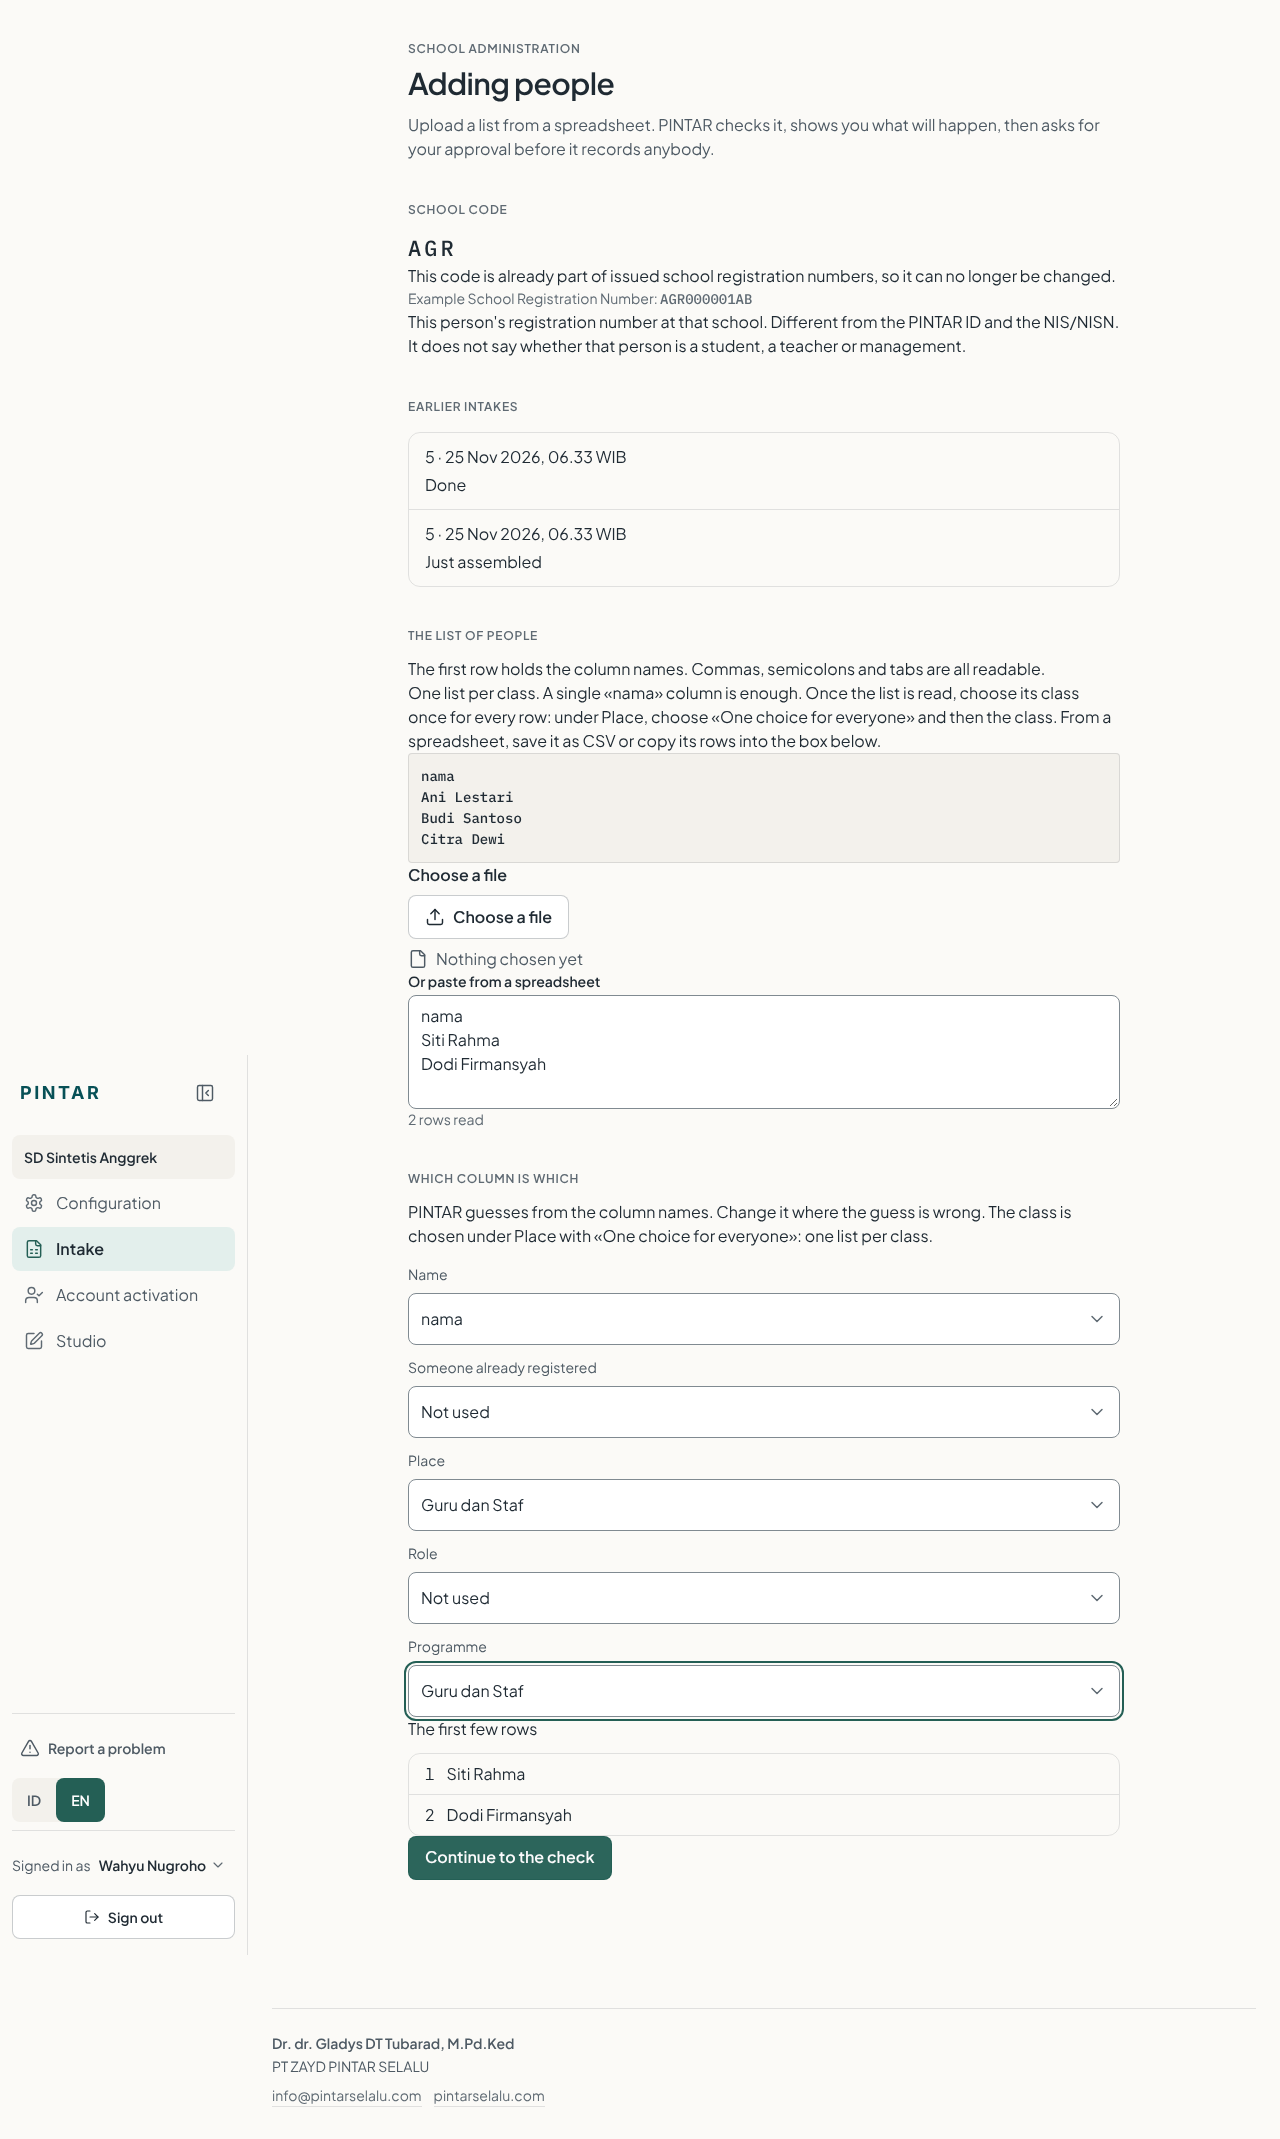 SCHOOL ADMINISTRATION
Adding people
Upload a list from a spreadsheet. PINTAR checks it, shows you what will happen, then asks for
your approval before it records anybody.
SCHOOL CODE
AGR
This code is already part of issued school registration numbers, so it can no longer be changed.
Example School Registration Number: AGR000001AB
This person's registration number at that school. Different from the PINTAR ID and the NIS/NISN.
It does not say whether that person is a student, a teacher or management.
EARLIER INTAKES
5 · 25 Nov 2026, 06.33 WIB
Done
5 · 25 Nov 2026, 06.33 WIB
Just assembled
THE LIST OF PEOPLE
The first row holds the column names. Commas, semicolons and tabs are all readable.
One list per class. A single «nama» column is enough. Once the list is read, choose its class
once for every row: under Place, choose «One choice for everyone» and then the class. From a
spreadsheet, save it as CSV or copy its rows into the box below.
nama
Ani Lestari
Budi Santoso
Citra Dewi
Choose a file
Choose a file
Nothing chosen yet
Or paste from a spreadsheet
nama
Siti Rahma
Dodi Firmansyah
2 rows read
WHICH COLUMN IS WHICH
PINTAR guesses from the column names. Change it where the guess is wrong. The class is
chosen under Place with «One choice for everyone»: one list per class.
Name
nama
Someone already registered
Not used
Place
Guru dan Staf
Role
Not used
Programme
Guru dan Staf
The first few rows
1 Siti Rahma
2 Dodi Firmansyah
Continue to the check
PINTAR
SD Sintetis Anggrek
Configuration
Intake
Account activation
Studio
Report a problem
ID EN
Signed in as Wahyu Nugroho
Sign out
Dr. dr. Gladys DT Tubarad, M.Pd.Ked
PT ZAYD PINTAR SELALU
info@pintarselalu.com pintarselalu.com